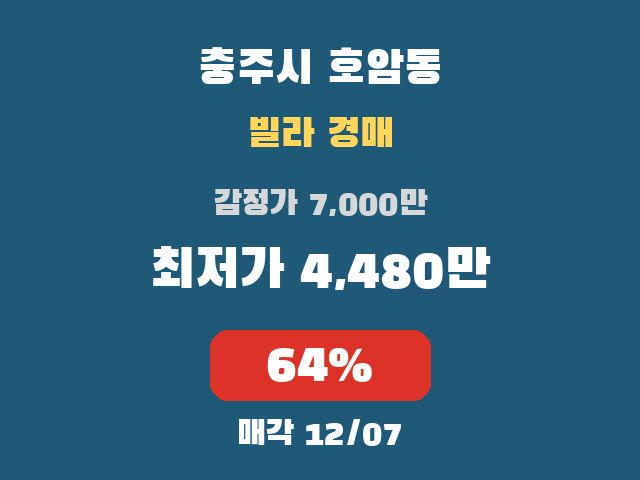 충주시 호암동
빌라 경매
감정가 7,000만
최저가 4,480만
64%
매각 12/07